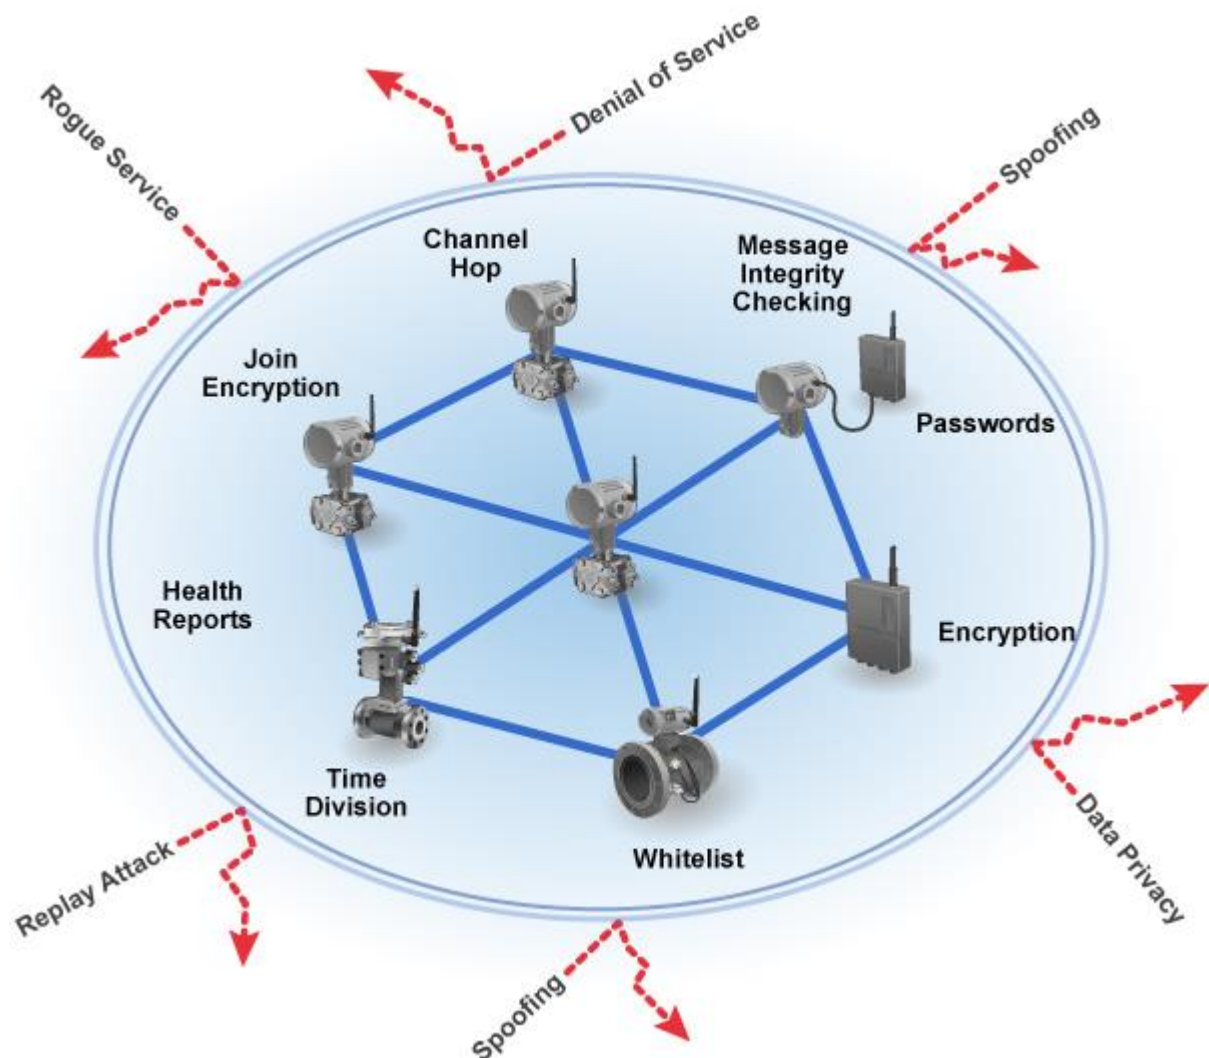 Denial of Service
Rogue Service
Spoofing
Channel
Hop
Message
Integrity
Checking
Join
Encryption
Passwords
Health
Reports
Encryption
Time
Division
Whitelist
Replay Attack
Data Privacy
Spoofing